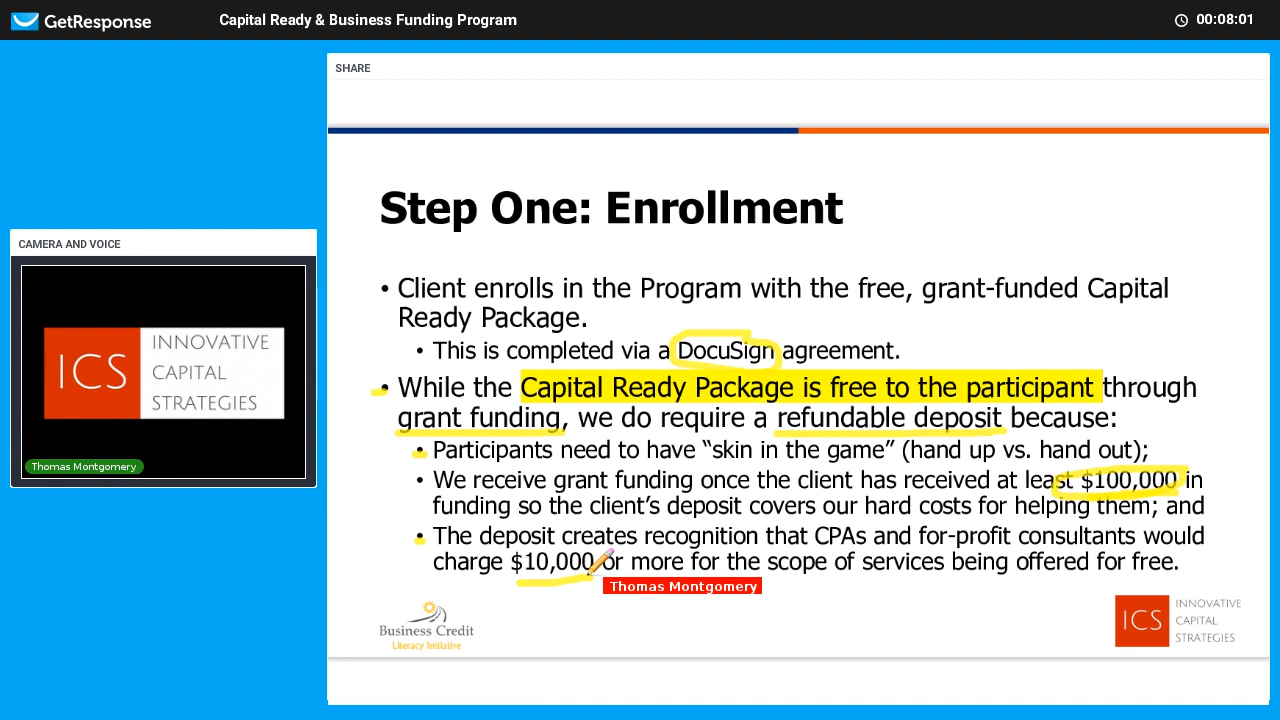 GetResponse
Capital Ready & Business Funding Program
00:08:01
SHARE
CAMERA AND VOICE
ICS
INNOVATIVE
CAPITAL
STRATEGIES
Thomas Montgomery
Step One: Enrollment
• Client enrolls in the Program with the free, grant-funded Capital
Ready Package.
• This is completed via a DocuSign agreement.
• While the Capital Ready Package is free to the participant through
grant funding, we do require a refundable deposit because:
• Participants need to have “skin in the game” (hand up vs. hand out);
• We receive grant funding once the client has received at least $100,000 in
funding so the client’s deposit covers our hard costs for helping them; and
• The deposit creates recognition that CPAs and for-profit consultants would
charge $10,000 or more for the scope of services being offered for free.
Thomas Montgomery
Business Credit
Literacy Initiative
ICS
INNOVATIVE
CAPITAL
STRATEGIES